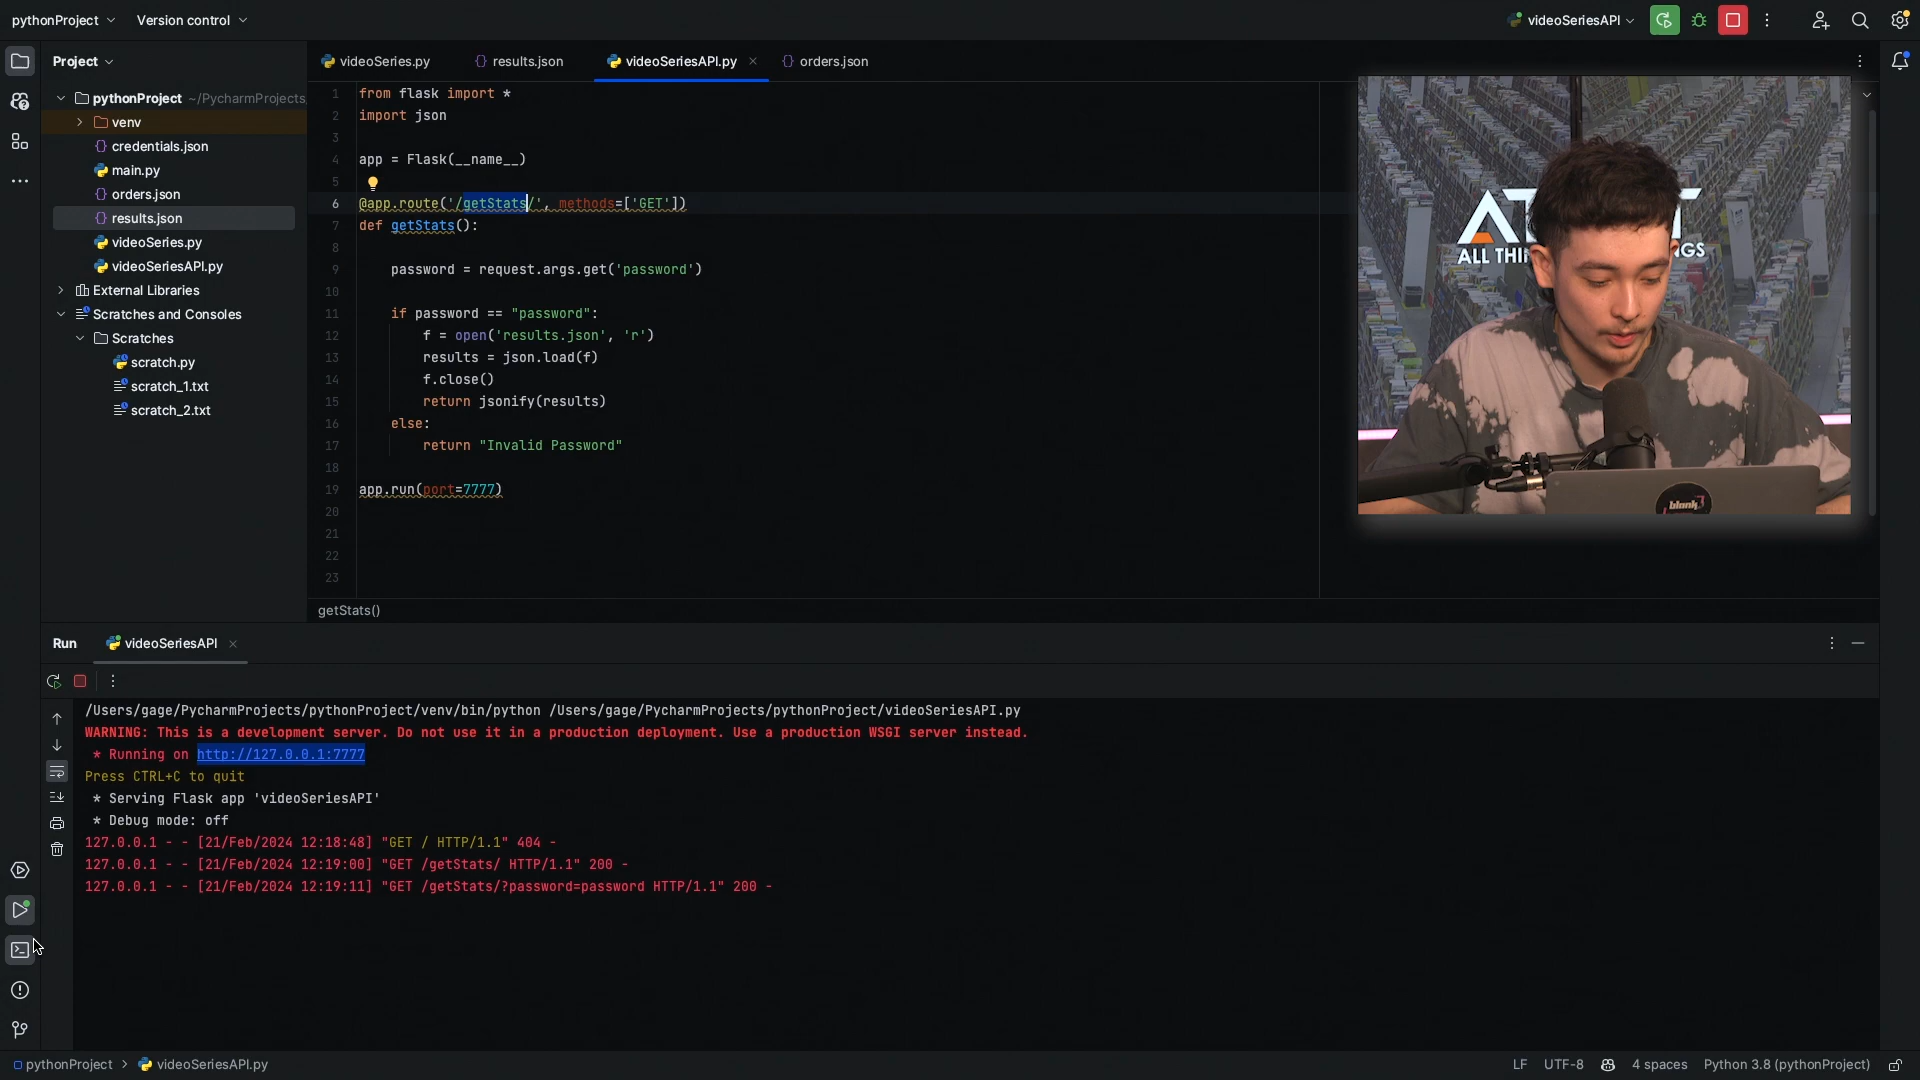 pythonProject
Version control
videoSeriesAPI
Project
videoSeries.py
results.json
videoSeriesAPI.py
orders.json
pythonProject ~/PycharmProjects
venv
credentials.json
main.py
orders.json
results.json
videoSeries.py
videoSeriesAPI.py
External Libraries
Scratches and Consoles
Scratches
scratch.py
scratch_1.txt
scratch_2.txt
1 from flask import *
2 import json
3
4 app = Flask(__name__)
5
6 @app.route('/getStats/', methods=['GET'])
7 def getStats():
8
9 password = request.args.get('password')
10
11 if password == "password":
12 f = open('results.json', 'r')
13 results = json.load(f)
14 f.close()
15 return jsonify(results)
16 else:
17 return "Invalid Password"
18
19 app.run(port=7777)
20
21
22
23
ALL THI
GS
blank
getStats()
Run
videoSeriesAPI
/Users/gage/PycharmProjects/pythonProject/venv/bin/python /Users/gage/PycharmProjects/pythonProject/videoSeriesAPI.py
WARNING: This is a development server. Do not use it in a production deployment. Use a production WSGI server instead.
* Running on http://127.0.0.1:7777
Press CTRL+C to quit
* Serving Flask app 'videoSeriesAPI'
* Debug mode: off
127.0.0.1 - - [21/Feb/2024 12:18:48] "GET / HTTP/1.1" 404 -
127.0.0.1 - - [21/Feb/2024 12:19:00] "GET /getStats/ HTTP/1.1" 200 -
127.0.0.1 - - [21/Feb/2024 12:19:11] "GET /getStats/?password=password HTTP/1.1" 200 -
pythonProject > videoSeriesAPI.py
LF
UTF-8
4 spaces
Python 3.8 (pythonProject)